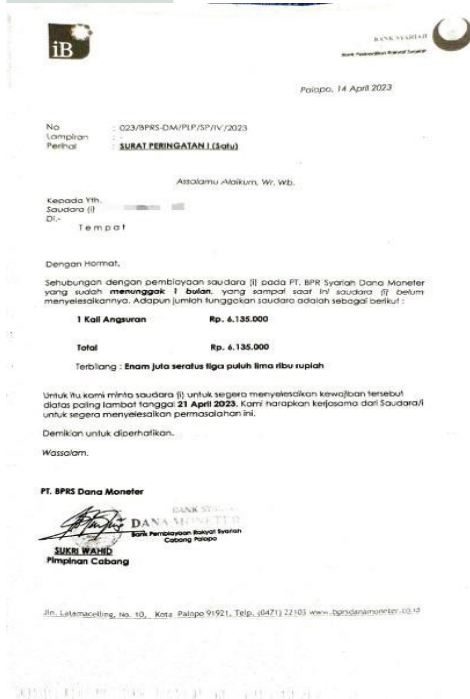 iB
BANK SYARIAH
Bank Pembiayaan Rakyat Syariah
Palopo, 14 April 2023
No : 023/BPRS-DM/PLP/SP/IV/2023
Lampiran : -
Perihal : SURAT PERINGATAN I (Satu)
Assalamu Alaikum, Wr, Wb.
Kepada Yth.
Saudara (i)
Di.-
Tempat
Dengan Hormat,
Sehubungan dengan pembiayaan saudara (i) pada PT. BPR Syariah Dana Moneter
yang sudah menunggak 1 bulan, yang sampai saat ini saudara (i) belum
menyelesaikannya. Adapun jumlah tunggakan saudara adalah sebagai berikut :
1 Kali Angsuran Rp. 6.135.000
Total Rp. 6.135.000
Terbilang : Enam juta seratus tiga puluh lima ribu rupiah
Untuk itu kami minta saudara (i) untuk segera menyelesaikan kewajiban tersebut
diatas paling lambat tanggal 21 April 2023. Kami harapkan kerjasama dari Saudara/i
untuk segera menyelesaikan permasalahan ini.
Demikian untuk diperhatikan.
Wassalam.
PT. BPRS Dana Moneter
BANK SYARIAH
DANA MONETER
Bank Pembiayaan Rakyat Syariah
Cabang Palopo
SUKRI WAHID
Pimpinan Cabang
Jln. Latamacelling, No. 10, Kota Palopo 91921, Telp. (0471) 22103 www.bprsdanamoneter.co.id